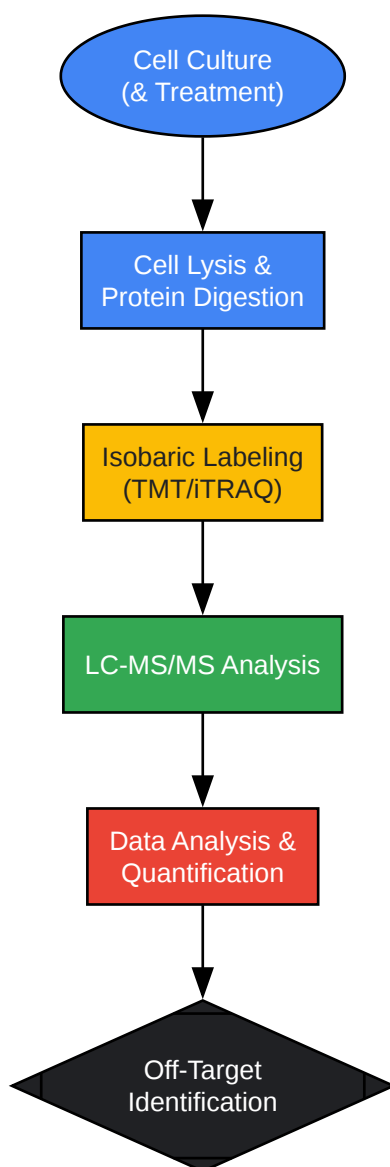 Cell Culture
(& Treatment)
Cell Lysis &
Protein Digestion
Isobaric Labeling
(TMT/iTRAQ)
LC-MS/MS Analysis
Data Analysis &
Quantification
Off-Target
Identification